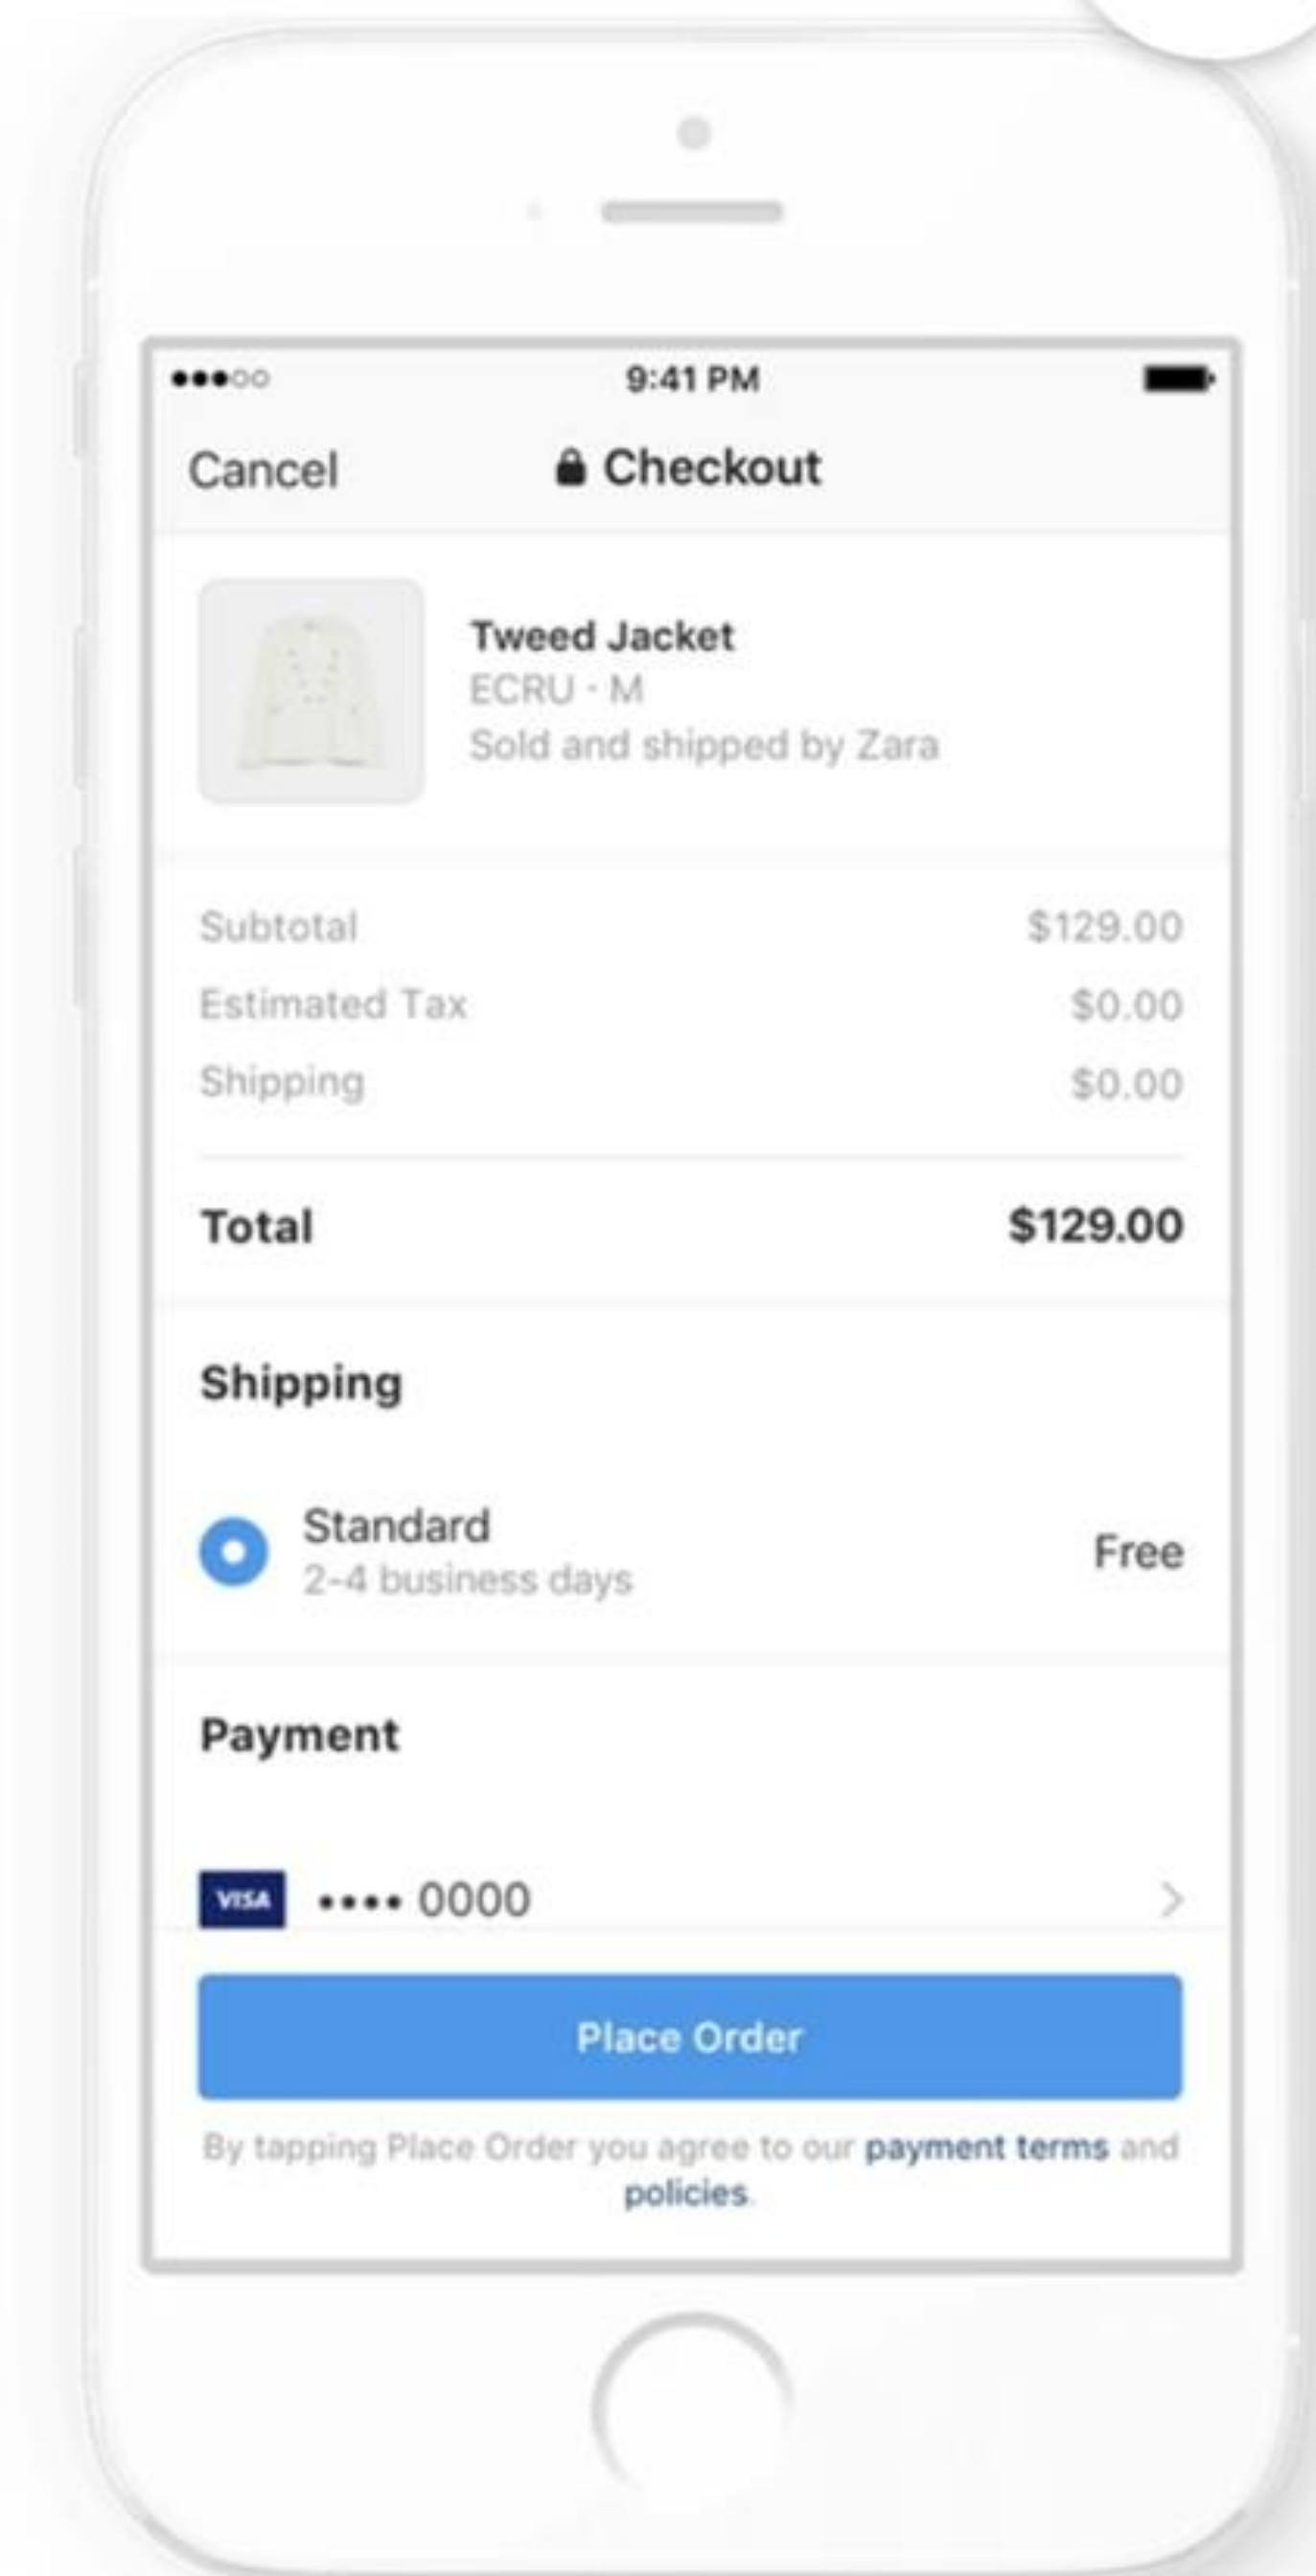 9:41 PM
Cancel
Checkout
Tweed Jacket
ECRU · M
Sold and shipped by Zara
Subtotal $129.00
Estimated Tax $0.00
Shipping $0.00
Total $129.00
Shipping
Standard
2-4 business days
Free
Payment
VISA •••• 0000
Place Order
By tapping Place Order you agree to our payment terms and
policies.